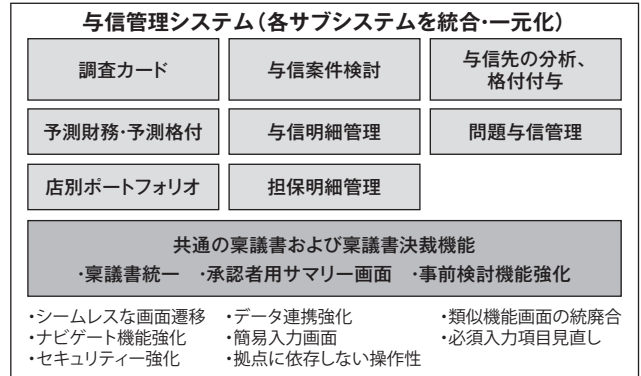 与信管理システム(各サブシステムを統合・一元化)
調査カード
与信案件検討
与信先の分析、
格付付与
予測財務・予測格付
与信明細管理
問題与信管理
店別ポートフォリオ
担保明細管理
共通の稟議書および稟議書決裁機能
・稟議書統一 ・承認者用サマリー画面 ・事前検討機能強化
・シームレスな画面遷移
・ナビゲート機能強化
・セキュリティー強化
・データ連携強化
・簡易入力画面
・拠点に依存しない操作性
・類似機能画面の統廃合
・必須入力項目見直し